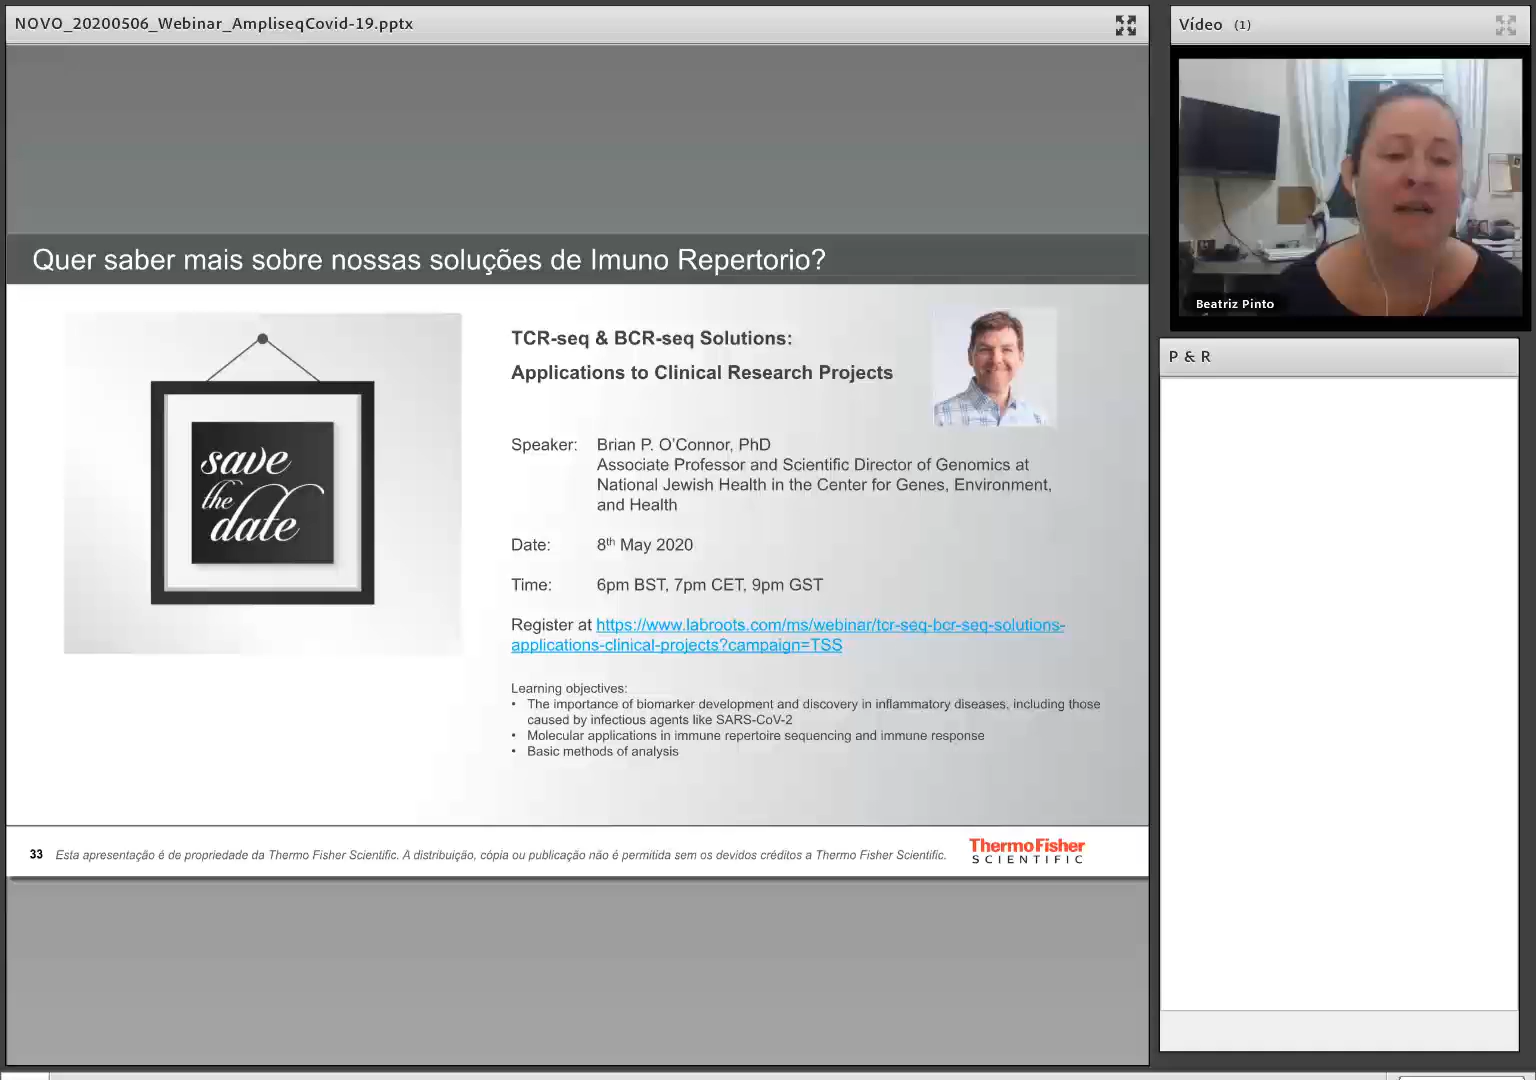 NOVO_20200506_Webinar_AmpliseqCovid-19.pptx
Quer saber mais sobre nossas soluções de Imuno Repertorio?
save
the
date
TCR-seq & BCR-seq Solutions:
Applications to Clinical Research Projects
Speaker: Brian P. O’Connor, PhD
Associate Professor and Scientific Director of Genomics at
National Jewish Health in the Center for Genes, Environment,
and Health
Date: 8th May 2020
Time: 6pm BST, 7pm CET, 9pm GST
Register at https://www.labroots.com/ms/webinar/tcr-seq-bcr-seq-solutions-
applications-clinical-projects?campaign=TSS
Learning objectives:
• The importance of biomarker development and discovery in inflammatory diseases, including those
caused by infectious agents like SARS-CoV-2
• Molecular applications in immune repertoire sequencing and immune response
• Basic methods of analysis
33 Esta apresentação é de propriedade da Thermo Fisher Scientific. A distribuição, cópia ou publicação não é permitida sem os devidos créditos a Thermo Fisher Scientific.
ThermoFisher
SCIENTIFIC
Vídeo (1)
Beatriz Pinto
P & R